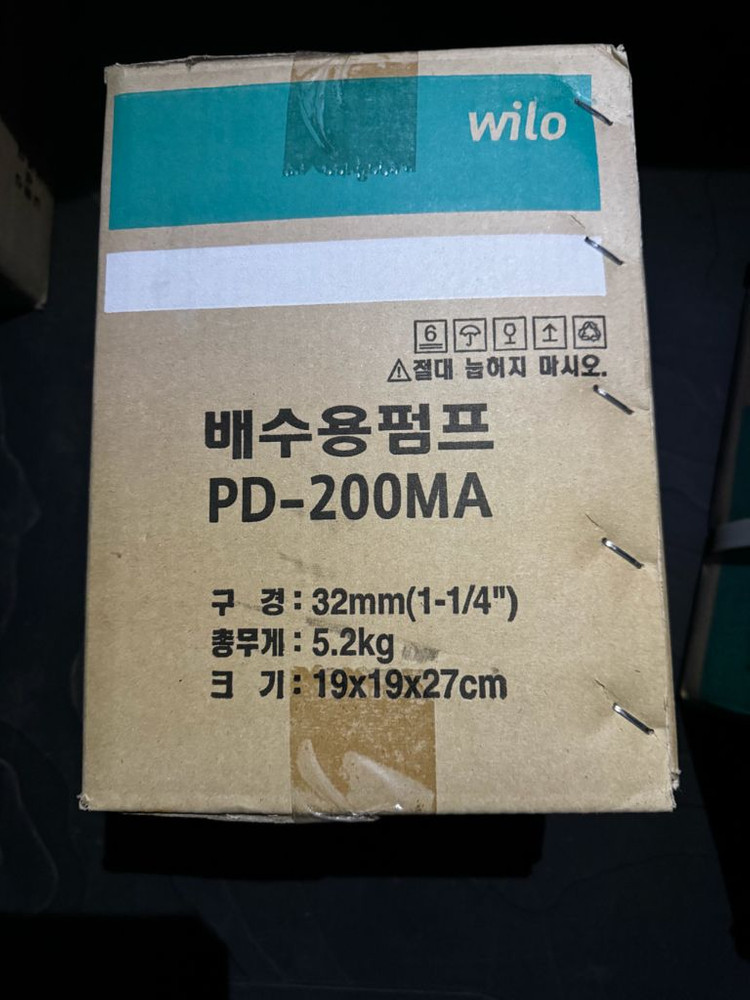 wilo
6
절대 눕히지 마시오.
배수용펌프
PD-200MA
구 경: 32mm(1-1/4")
총무게: 5.2kg
크 기: 19x19x27cm